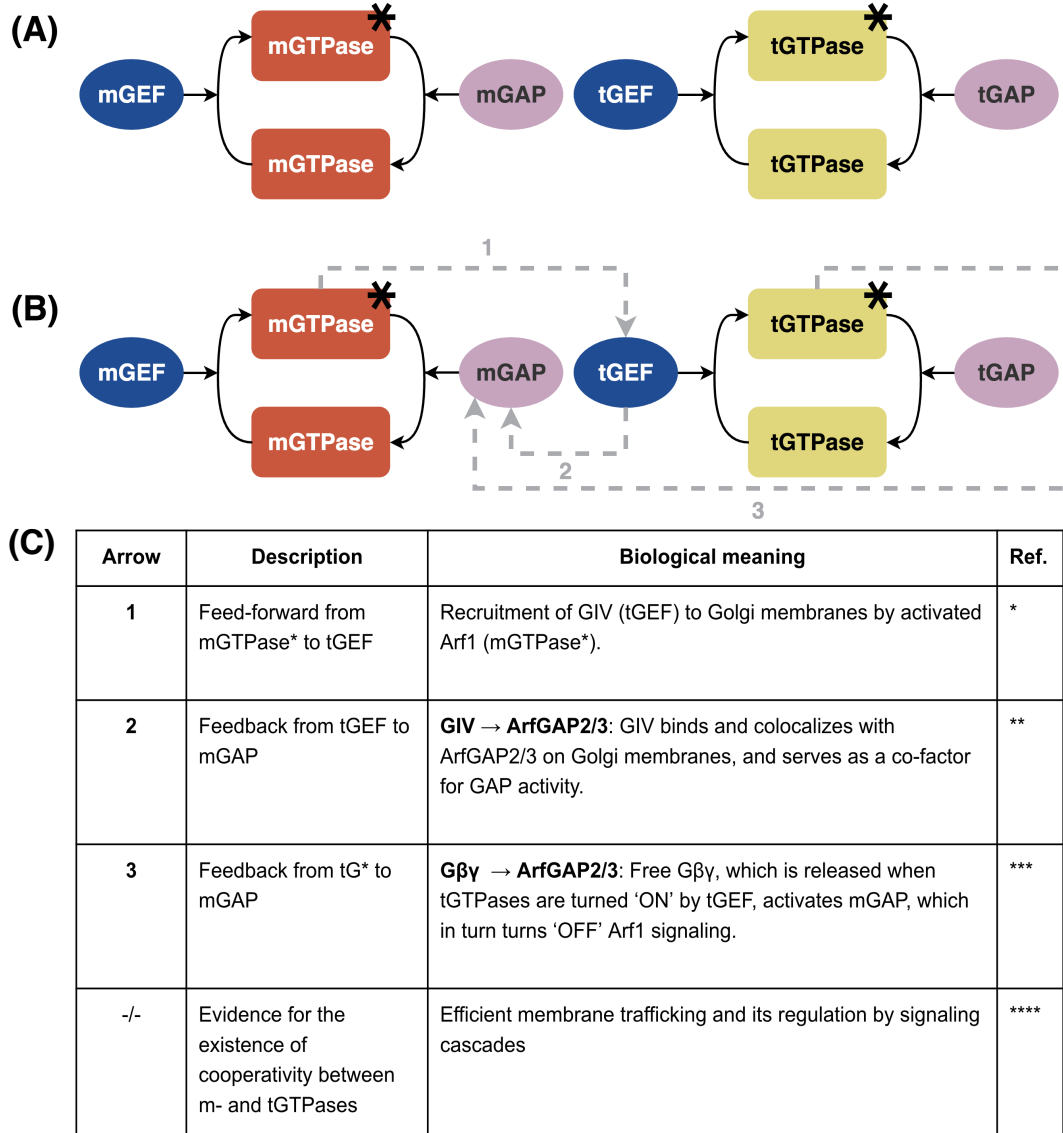 (A)
mGEF
mGTPase
*
mGTPase
mGAP
tGEF
tGTPase
*
tGTPase
tGAP
(B)
1
mGEF
mGTPase
*
mGTPase
mGAP
tGEF
2
tGTPase
*
tGTPase
tGAP
3
(C)
Arrow
Description
Biological meaning
Ref.
1
Feed-forward from
mGTPase* to tGEF
Recruitment of GIV (tGEF) to Golgi membranes by activated
Arf1 (mGTPase*).
*
2
Feedback from tGEF to
mGAP
GIV → ArfGAP2/3: GIV binds and colocalizes with
ArfGAP2/3 on Golgi membranes, and serves as a co-factor
for GAP activity.
**
3
Feedback from tG* to
mGAP
Gβγ → ArfGAP2/3: Free Gβγ, which is released when
tGTPases are turned ‘ON’ by tGEF, activates mGAP, which
in turn turns ‘OFF’ Arf1 signaling.
***
-/-
Evidence for the
existence of
cooperativity between
m- and tGTPases
Efficient membrane trafficking and its regulation by signaling
cascades
****